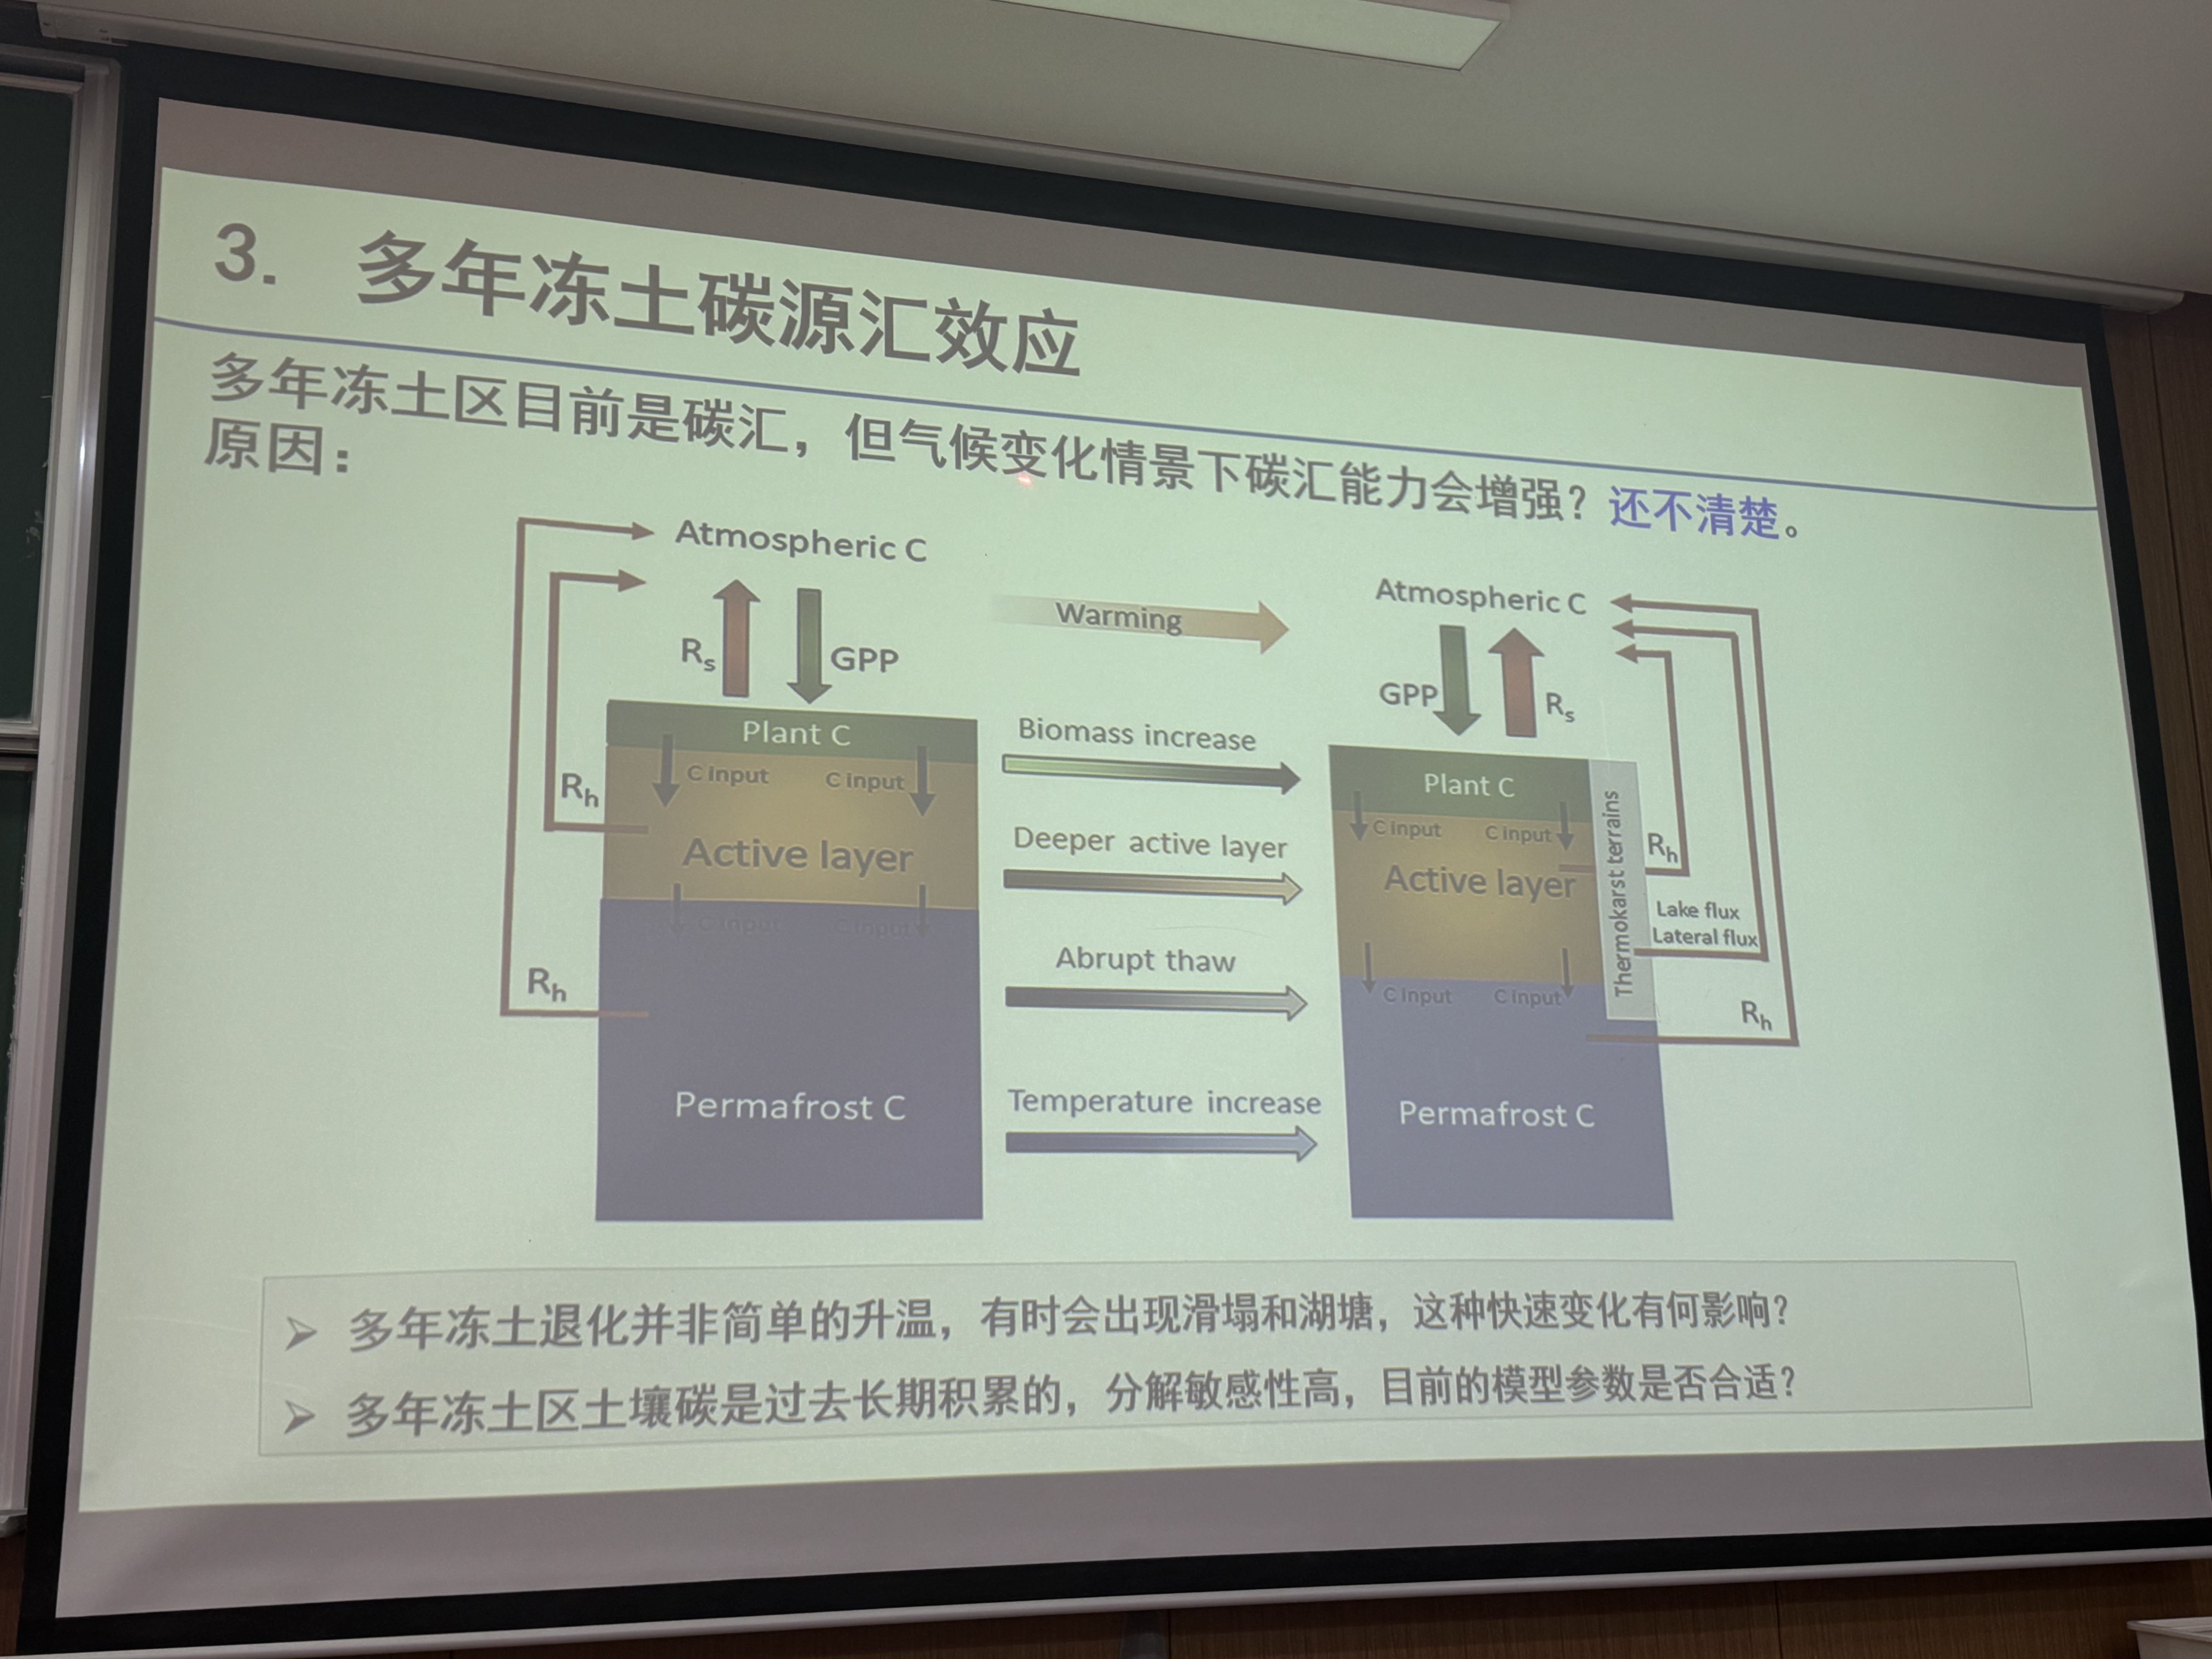 3. 多年冻土碳源汇效应
多年冻土区目前是碳汇，但气候变化情景下碳汇能力会增强？还不清楚。
原因：
Atmospheric C
Rs
GPP
Plant C
C input
C input
Rh
Active layer
C input
C input
Rh
Permafrost C
Warming
Biomass increase
Deeper active layer
Abrupt thaw
Temperature increase
Atmospheric C
GPP
Rs
Plant C
C input
C input
Rh
Active layer
Thermokarst terrains
Lake flux
Lateral flux
C input
C input
Rh
Permafrost C
➢ 多年冻土退化并非简单的升温，有时会出现滑塌和湖塘，这种快速变化有何影响？
➢ 多年冻土区土壤碳是过去长期积累的，分解敏感性高，目前的模型参数是否合适？